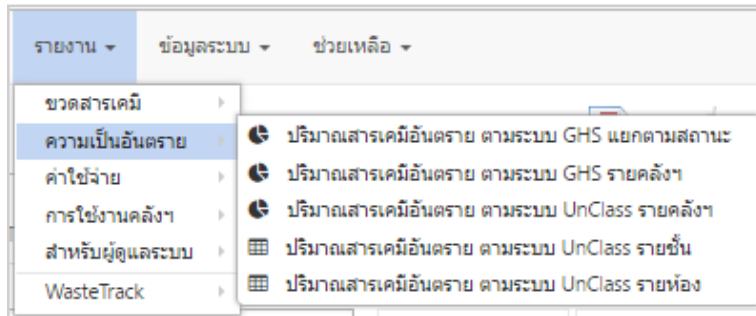 รายงาน ข้อมูลระบบ ช่วยเหลือ
ขวดสารเคมี
ความเป็นอันตราย
ค่าใช้จ่าย
การใช้งานคลังฯ
สำหรับผู้ดูแลระบบ
WasteTrack
ปริมาณสารเคมีอันตราย ตามระบบ GHS แยกตามสถานะ
ปริมาณสารเคมีอันตราย ตามระบบ GHS รายคลังฯ
ปริมาณสารเคมีอันตราย ตามระบบ UnClass รายคลังฯ
ปริมาณสารเคมีอันตราย ตามระบบ UnClass รายชั้น
ปริมาณสารเคมีอันตราย ตามระบบ UnClass รายห้อง